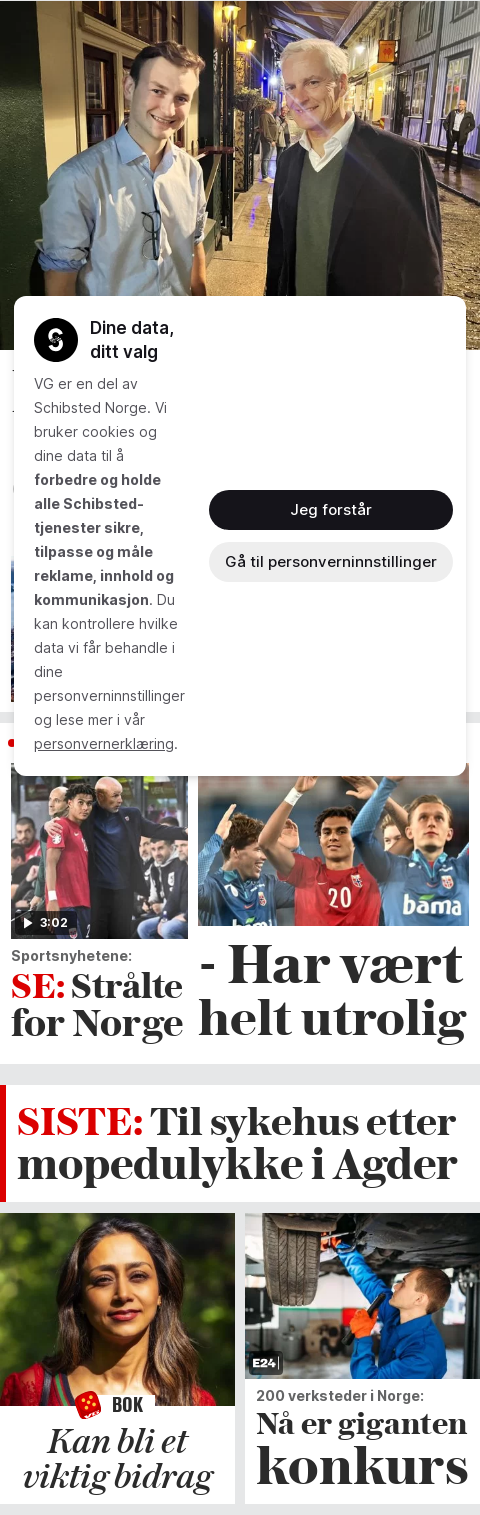 Dine data,
ditt valg
VG er en del av
Schibsted Norge. Vi
bruker cookies og
dine data til å
forbedre og holde
alle Schibsted-
tjenester sikre,
tilpasse og måle
reklame, innhold og
kommunikasjon. Du
kan kontrollere hvilke
data vi får behandle i
dine
personverninnstillinger
og lese mer i vår
personvernerklæring.
Jeg forstår
Gå til personverninnstillinger
3:02
20
bama
bama
Sportsnyhetene:
SE: Strålte
for Norge
- Har vært
helt utrolig
SISTE: Til sykehus etter
mopedulykke i Agder
BOK
Kan bli et
viktig bidrag
E24
200 verksteder i Norge:
Nå er giganten
konkurs